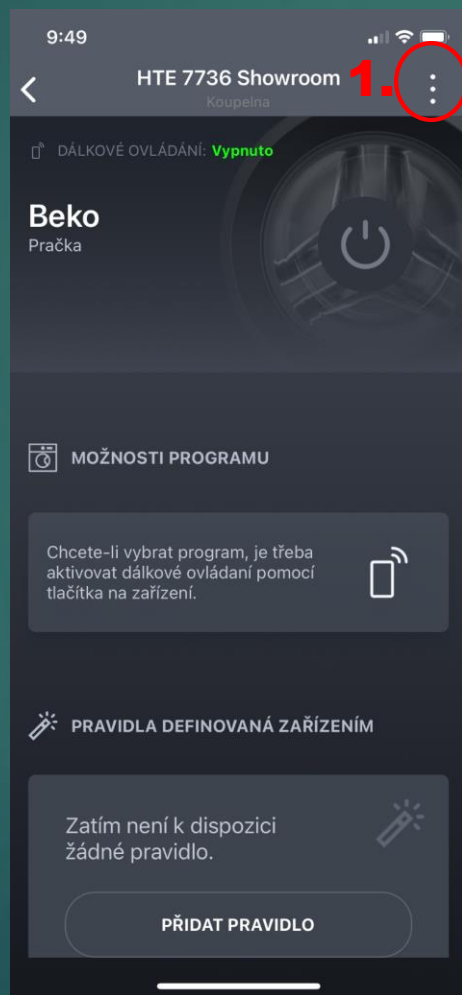 9:49
HTE 7736 Showroom
1.
Koupelna
DÁLKOVÉ OVLÁDÁNÍ: Vypnuto
Beko
Pračka
MOŽNOSTI PROGRAMU
Chcete-li vybrat program, je třeba
aktivovat dálkové ovládaní pomocí
tlačítka na zařízení.
PRAVIDLA DEFINOVANÁ ZAŘÍZENÍM
Zatím není k dispozici
žádné pravidlo.
PŘIDAT PRAVIDLO